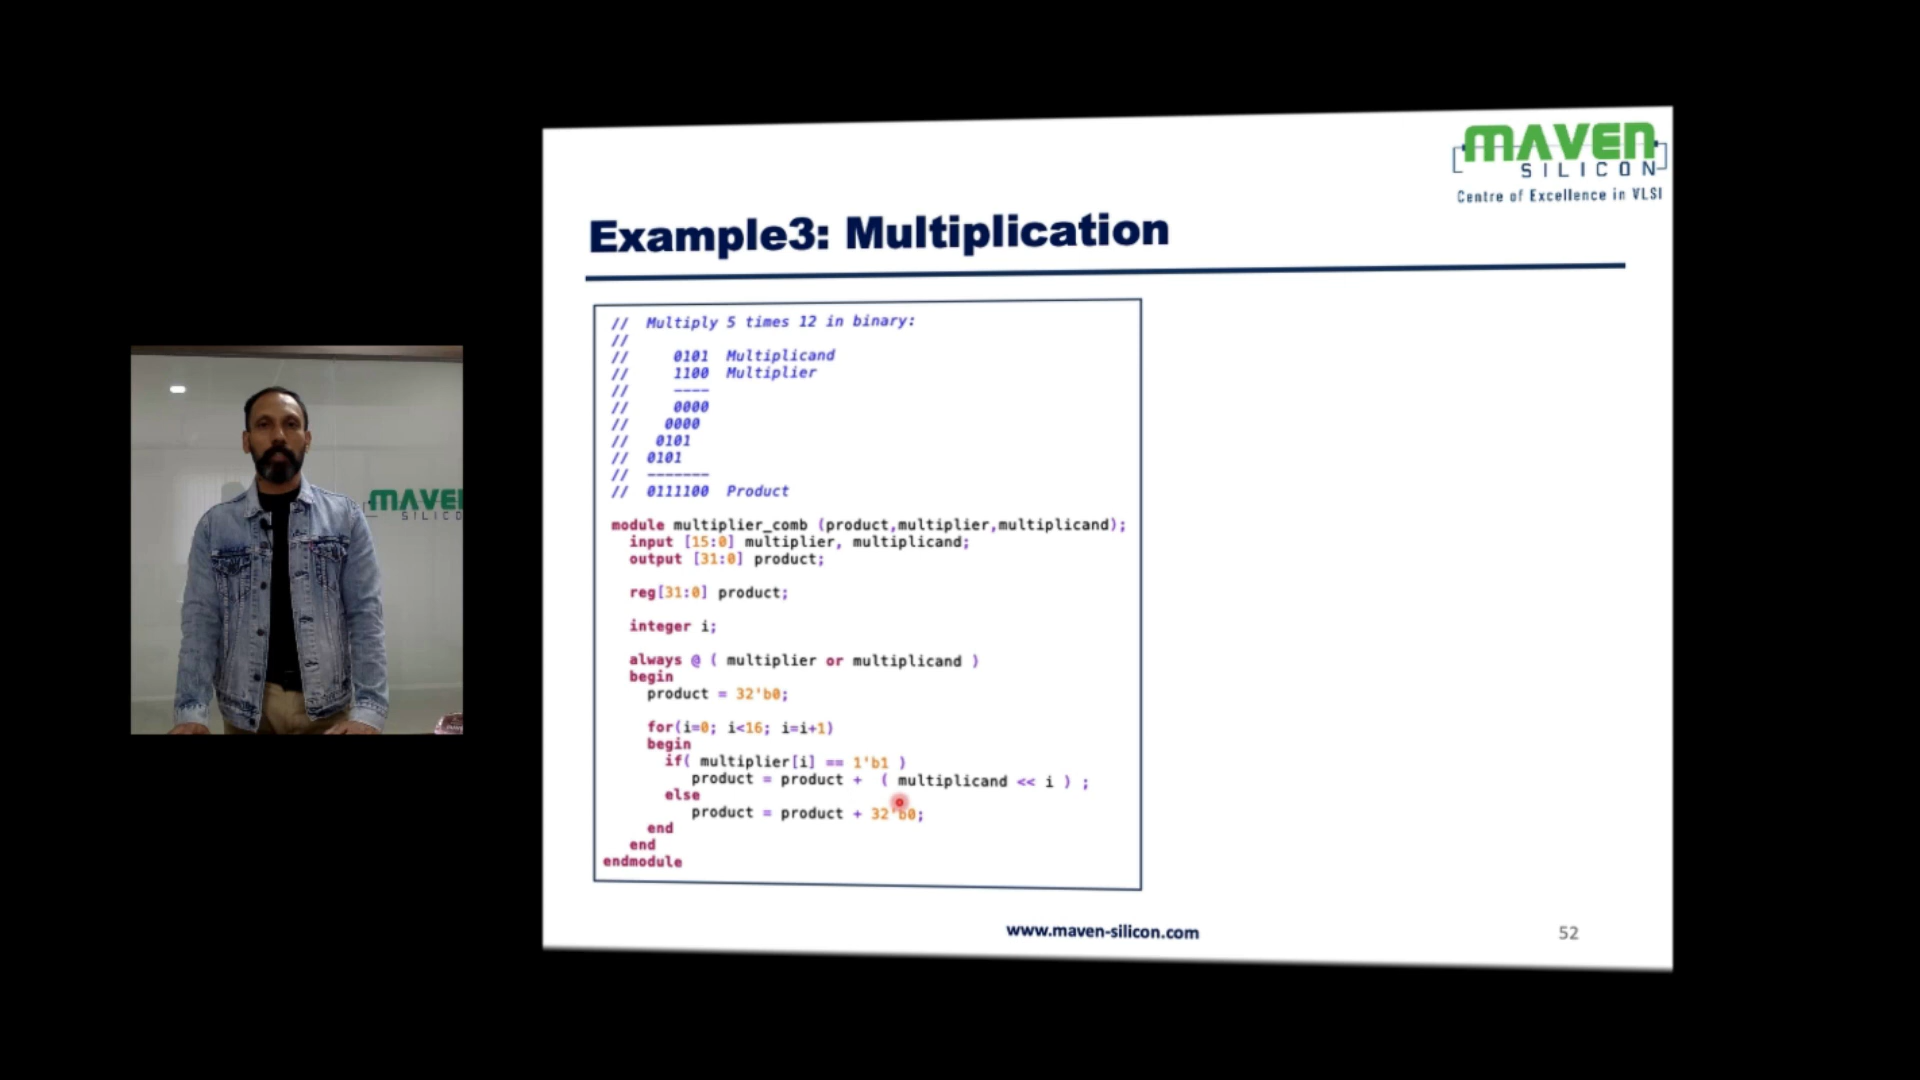 MAVEN
SILICON
Centre of Excellence in VLSI
Example3: Multiplication
//  Multiply 5 times 12 in binary:
//
//     0101  Multiplicand
//     1100  Multiplier
//     ----
//     0000
//    0000
//   0101
//  0101
//  -------
//  0111100  Product
module multiplier_comb (product,multiplier,multiplicand);
input [15:0] multiplier, multiplicand;
output [31:0] product;
reg[31:0] product;
integer i;
always @ ( multiplier or multiplicand )
begin
product = 32'b0;
for(i=0; i<16; i=i+1)
begin
if( multiplier[i] == 1'b1 )
product = product +  ( multiplicand << i ) ;
else
product = product + 32'b0;
end
end
endmodule
www.maven-silicon.com
52
MAVE
SILICO